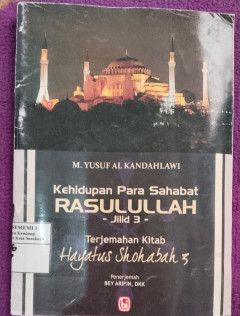 M. YUSUF AL KANDAHLAWI
Kehidupan Para Sahabat
RASULULLAH
- Jilid 3 -
Terjemahan Kitab
Hayatus Shohabah 3
Penerjemah
BEY ARIFIN, DKK